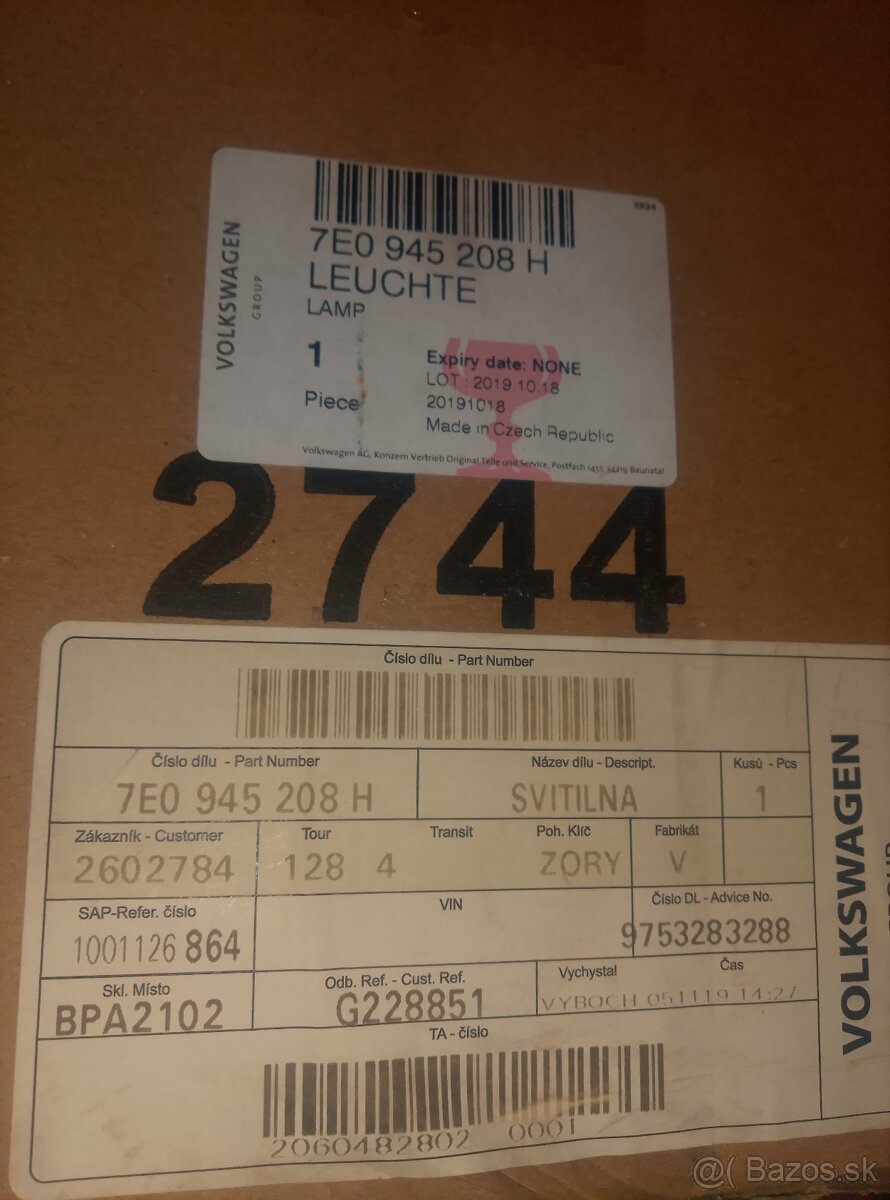 3824
VOLKSWAGEN
GROUP
7E0 945 208 H
LEUCHTE
LAMP
1
Piece
Expiry date: NONE
LOT : 2019.10.18
20191018
Made in Czech Republic
Volkswagen AG, Konzern Vertrieb Original Teile und Service, Postfach 1451, 34219 Baunatal
2744
Číslo dílu - Part Number
Číslo dílu - Part Number
7E0 945 208 H
Název dílu - Descript.
SVITILNA
Kusů - Pcs
1
Zákazník - Customer
2602784
Tour
128 4
Transit
Poh. Klíč
ZORY
Fabrikát
V
SAP-Refer. číslo
1001126 864
VIN
Číslo DL - Advice No.
9753283288
Skl. Místo
BPA2102
Odb. Ref. - Cust. Ref.
G228851
Vychystal
Čas
VYBOCH 051119 14:27
TA - číslo
2060482802 0001
VOLKSWAGEN
@( Bazos.sk